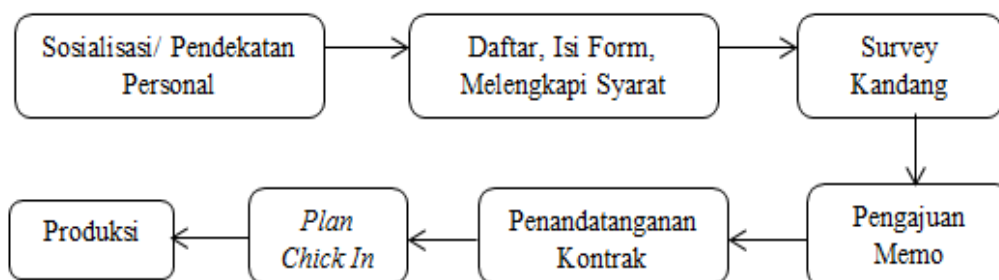 Sosialisasi/ Pendekatan
Personal
Daftar, Isi Form,
Melengkapi Syarat
Survey
Kandang
Pengajuan
Memo
Penandatanganan
Kontrak
Plan
Chick In
Produksi